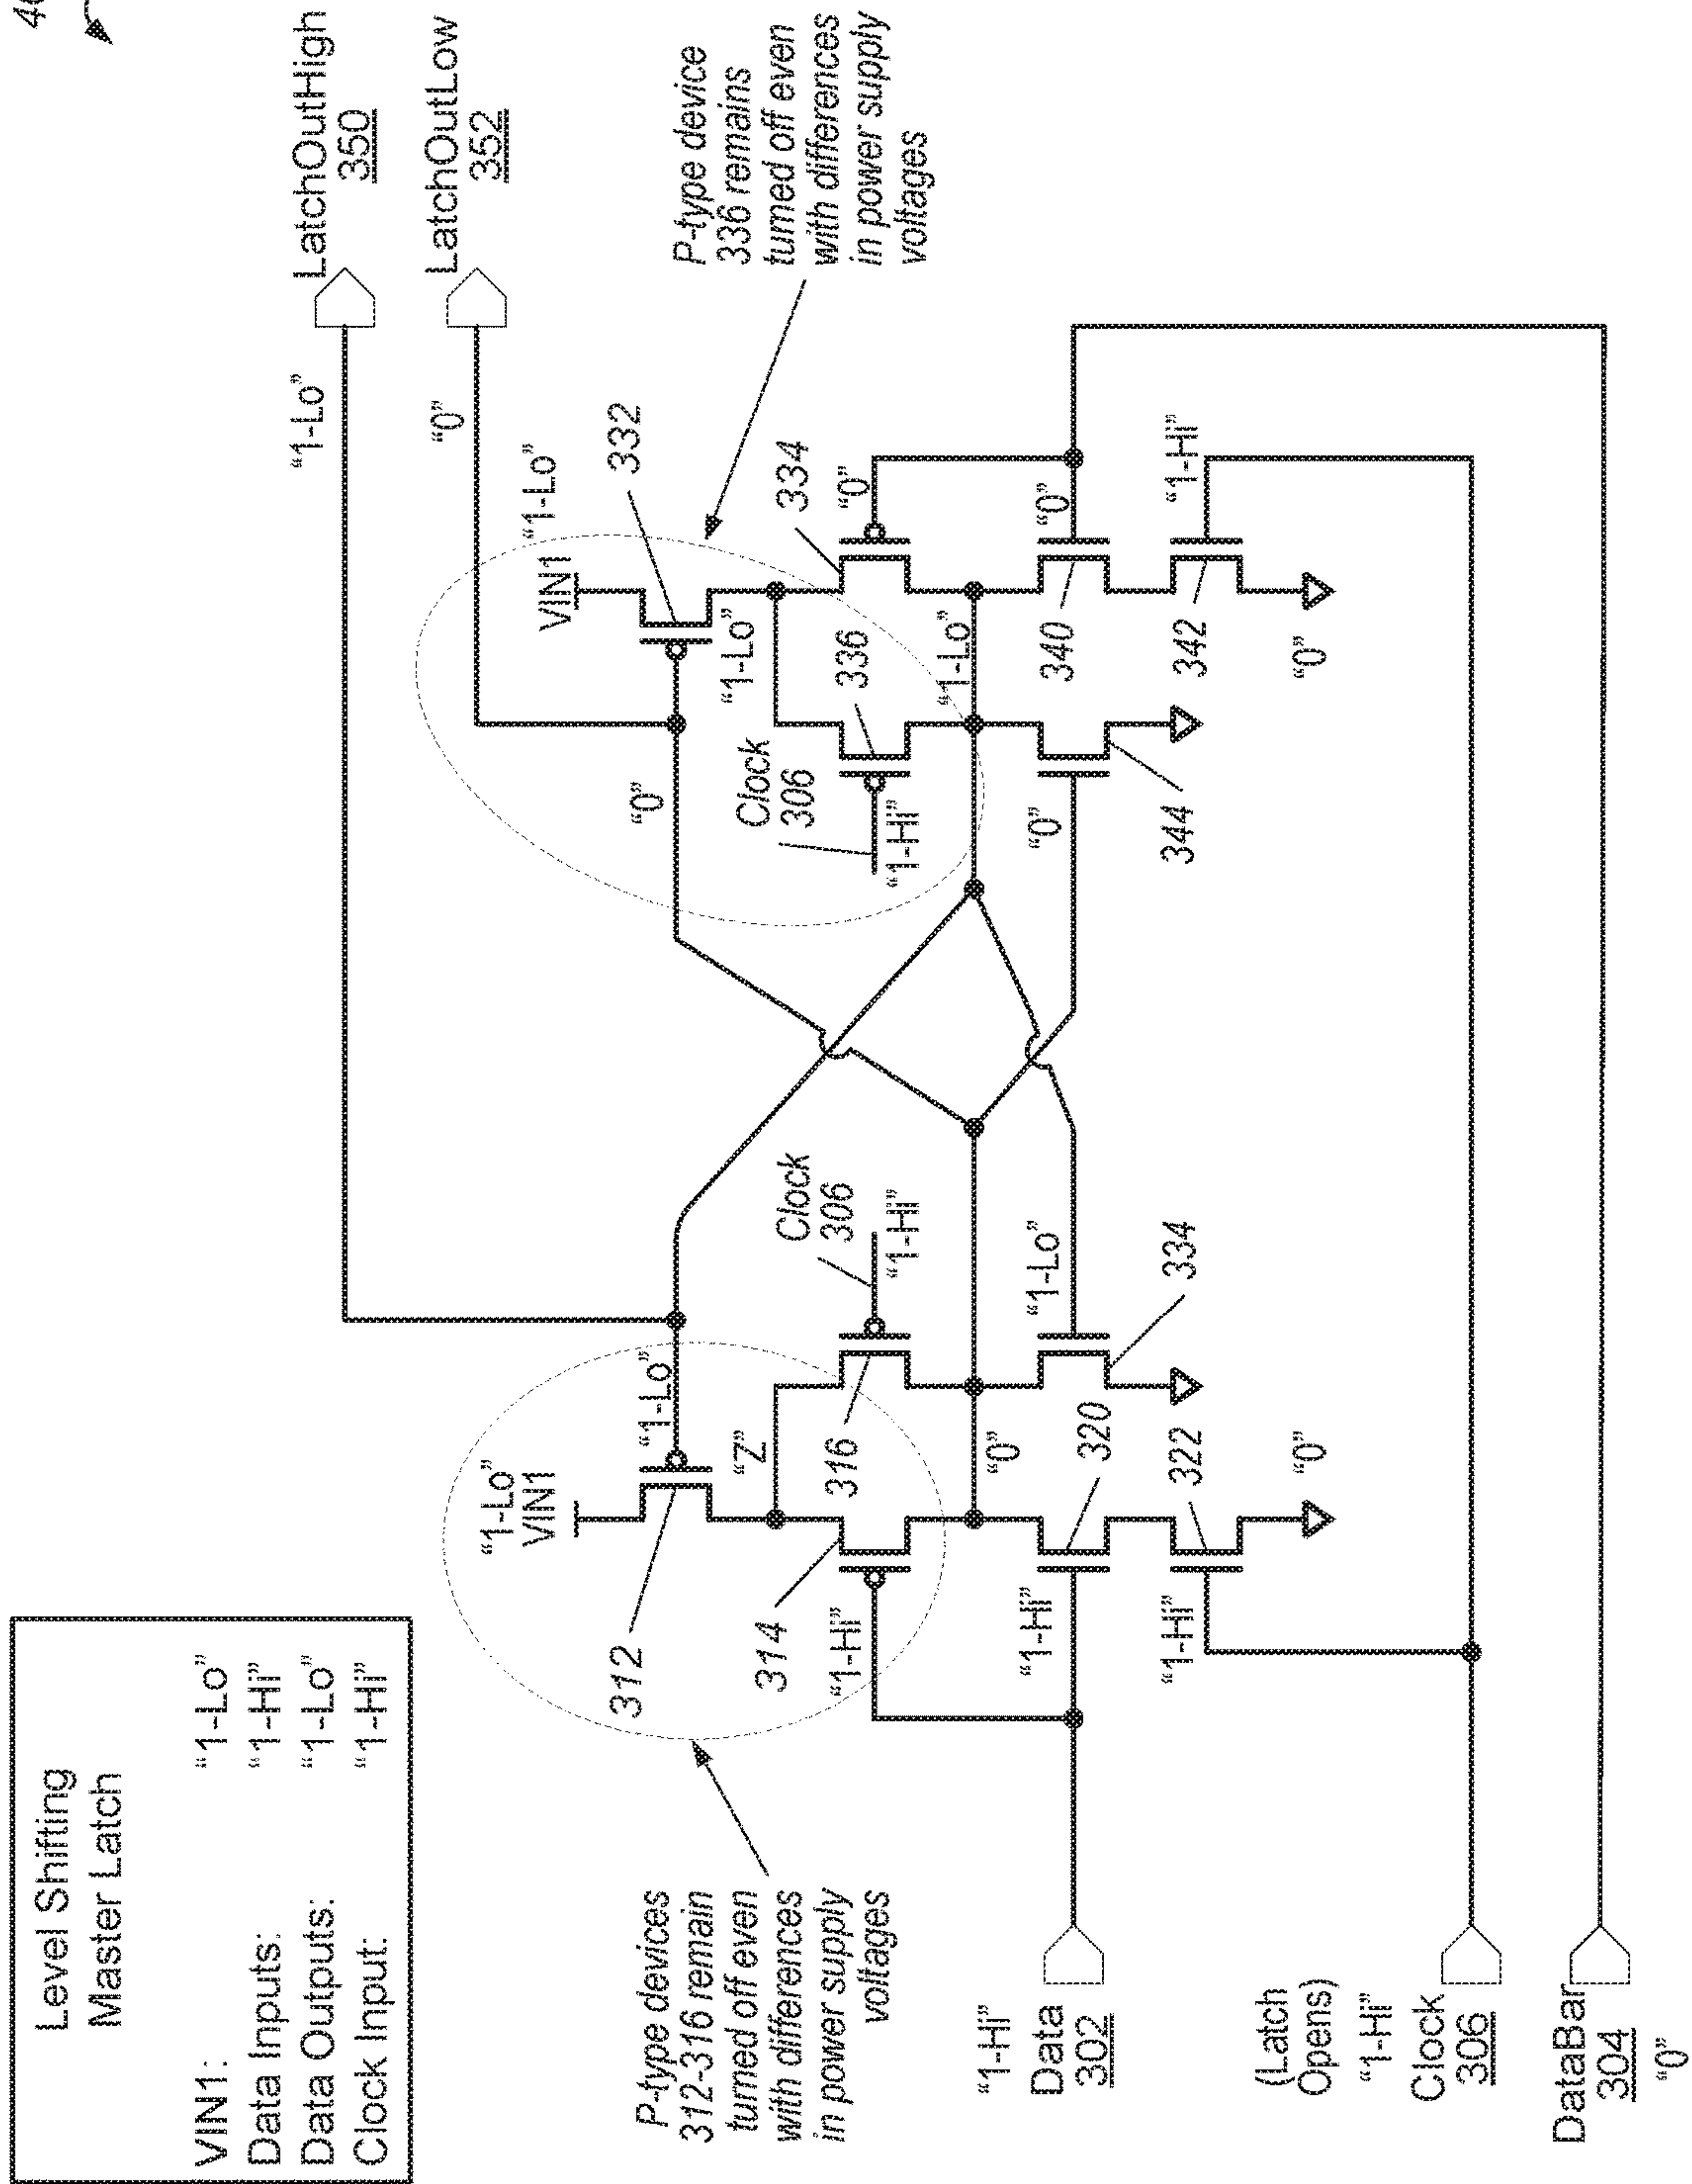 40
Level Shifting
Master Latch
VIN1: "1-Lo"
Data Inputs: "1-Hi"
Data Outputs: "1-Lo"
Clock Input: "1-Hi"
"1-Lo"
LatchOutHigh
350
"0"
LatchOutLow
352
P-type devices
312-316 remain
turned off even
with differences
in power supply
voltages
P-type device
336 remains
turned off even
with differences
in power supply
voltages
"1-Lo"
VIN1
312
"1-Lo"
"Z"
314
316
"1-Hi"
Clock
306
"1-Hi"
"0"
"1-Hi"
320
"1-Lo"
334
"1-Hi"
322
"0"
VIN1
"1-Lo"
332
"0"
"1-Lo"
Clock
306
"1-Hi"
336
334
"0"
"1-Lo"
"0"
344
340
"0"
342
"1-Hi"
"0"
"1-Hi"
Data
302
(Latch
Opens)
"1-Hi"
Clock
306
DataBar
304
"0"